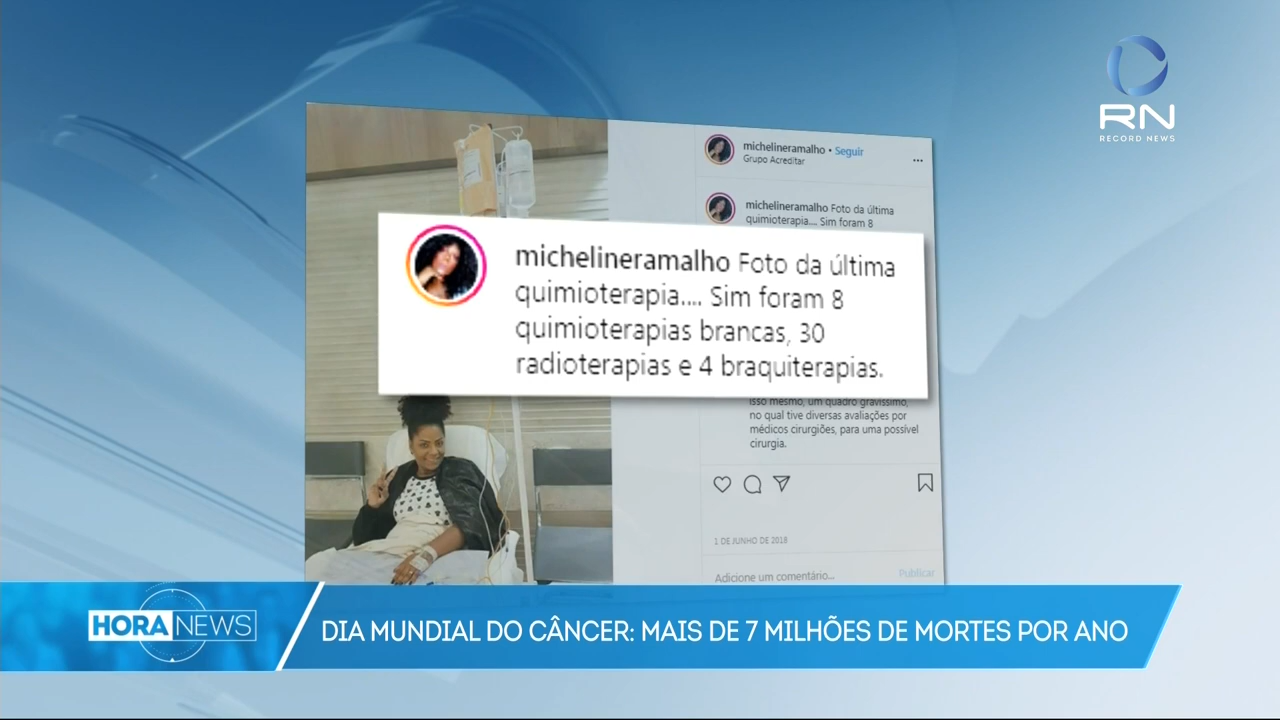 RN
RECORD NEWS
michelineramalho • Seguir
Grupo Acreditar
michelineramalho Foto da última
quimioterapia.... Sim foram 8
michelineramalho Foto da última
quimioterapia.... Sim foram 8
quimioterapias brancas, 30
radioterapias e 4 braquiterapias.
Isso mesmo, um quadro gravíssimo,
no qual tive diversas avaliações por
médicos cirurgiões, para uma possível
cirurgia.
1 DE JUNHO DE 2018
Adicione um comentário...
Publicar
HORA NEWS
DIA MUNDIAL DO CÂNCER: MAIS DE 7 MILHÕES DE MORTES POR ANO